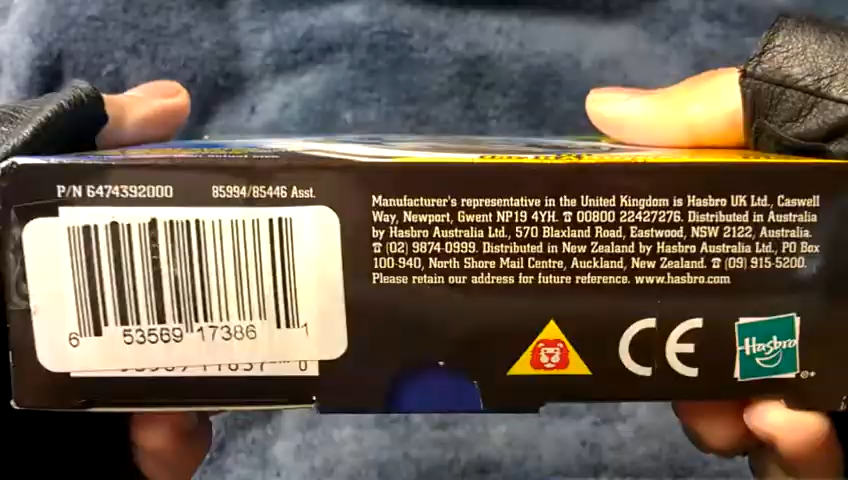 P/N 6474392000 85994/85446 Asst.
6 53569 17386 1
0
Manufacturer's representative in the United Kingdom is Hasbro UK Ltd., Caswell
Way, Newport, Gwent NP19 4YH. ☎ 00800 22427276. Distributed in Australia
by Hasbro Australia Ltd., 570 Blaxland Road, Eastwood, NSW 2122, Australia.
☎ (02) 9874-0999. Distributed in New Zealand by Hasbro Australia Ltd., PO Box
100-940, North Shore Mail Centre, Auckland, New Zealand. ☎ (09) 915-5200.
Please retain our address for future reference. www.hasbro.com
CE
Hasbro